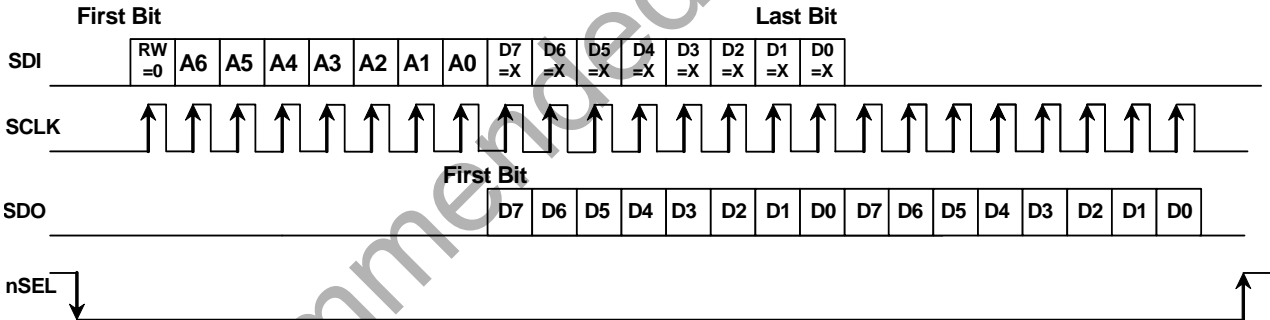 First Bit Last Bit
SDI RW =0 A6 A5 A4 A3 A2 A1 A0 D7 =X D6 =X D5 =X D4 =X D3 =X D2 =X D1 =X D0 =X
SCLK
First Bit
SDO D7 D6 D5 D4 D3 D2 D1 D0 D7 D6 D5 D4 D3 D2 D1 D0
nSEL
mmended